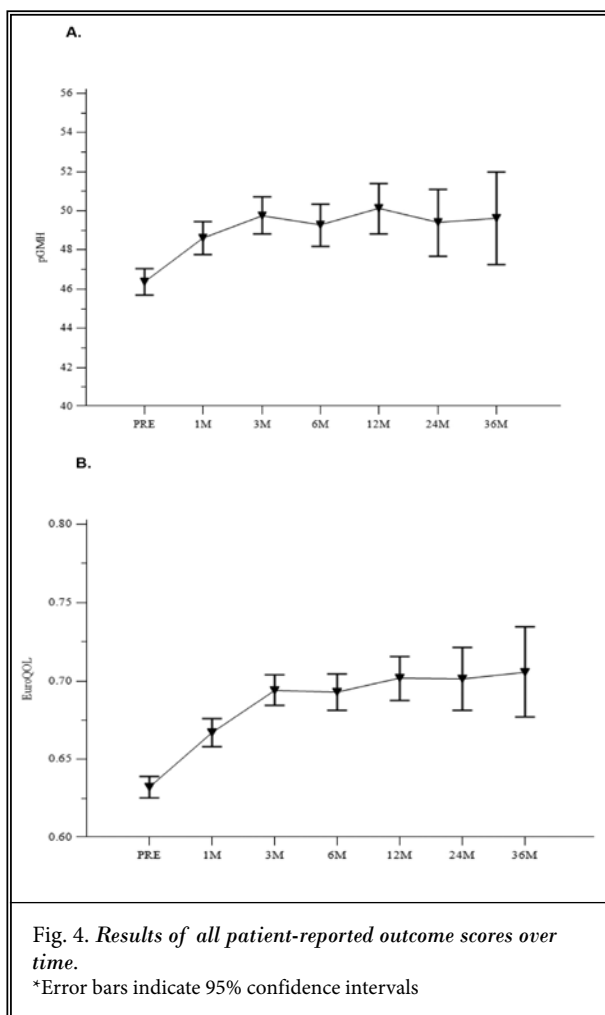 A.
56
54
52
50
48
46
44
42
40
pGMH
PRE 1M 3M 6M 12M 24M 36M
B.
0.80
0.75
0.70
0.65
0.60
EuroQOL
PRE 1M 3M 6M 12M 24M 36M
Fig. 4. Results of all patient-reported outcome scores over
time.
*Error bars indicate 95% confidence intervals